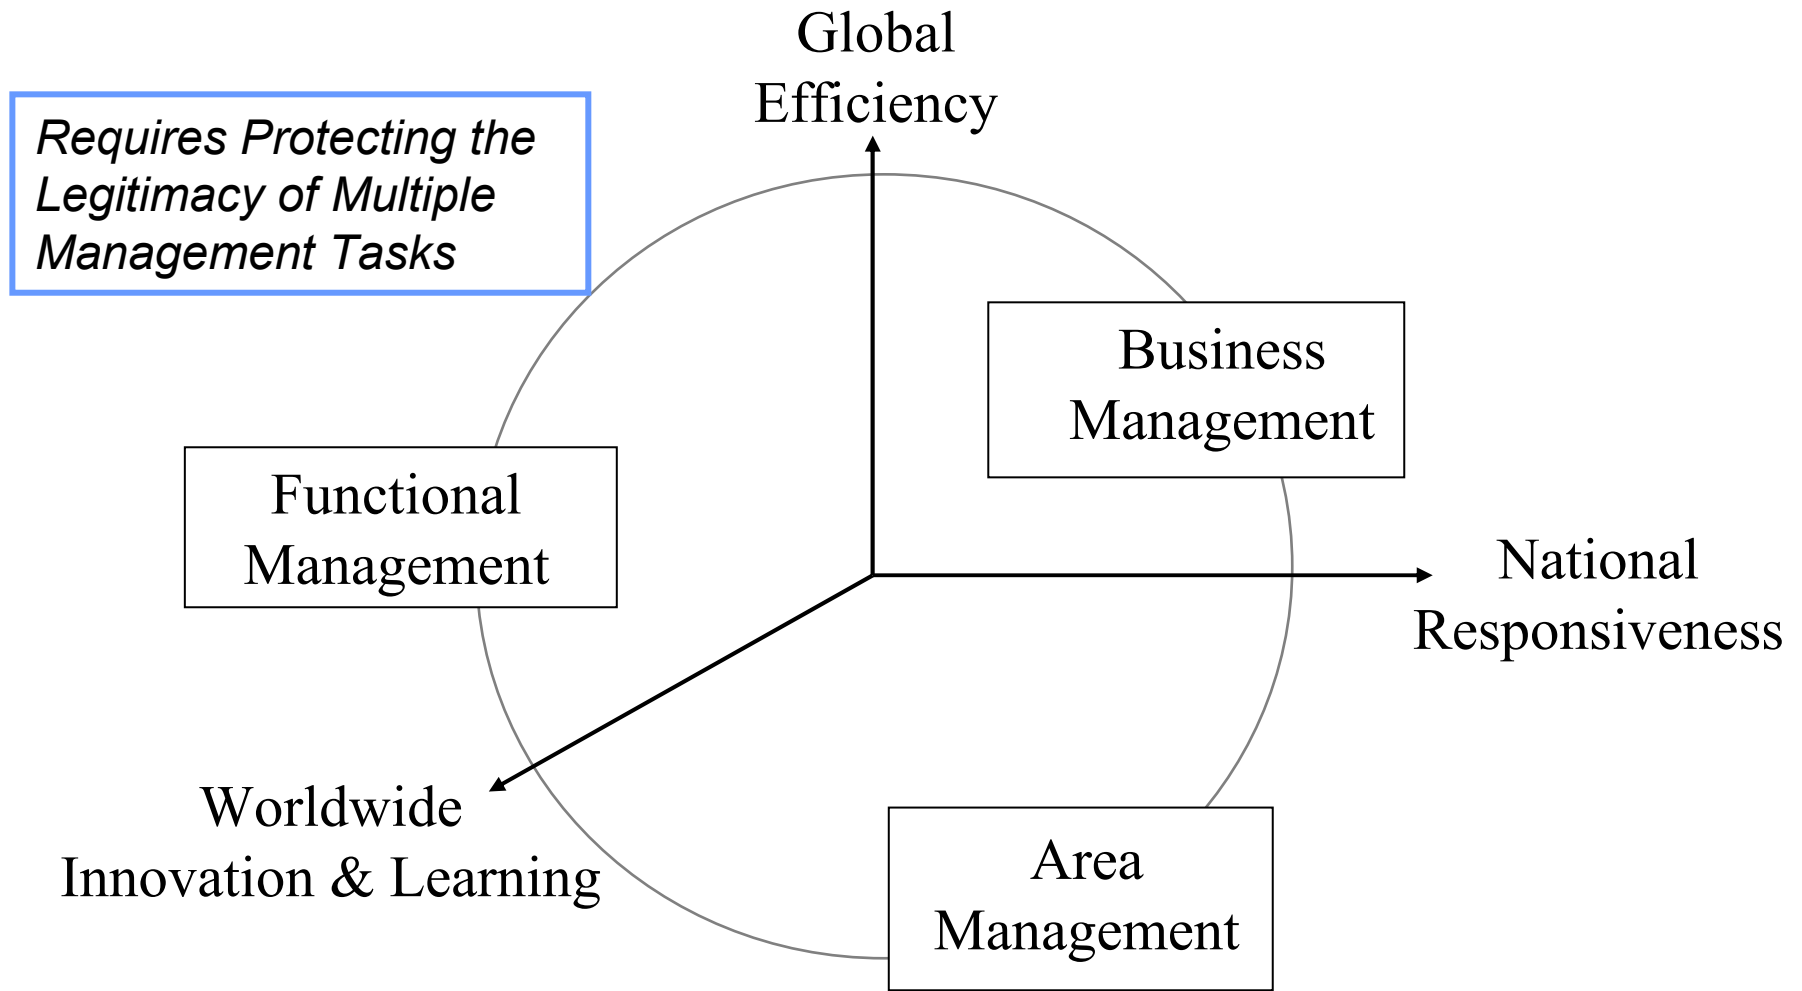 Global
Efficiency
Requires Protecting the
Legitimacy of Multiple
Management Tasks
Business
Management
Functional
Management
National
Responsiveness
Worldwide
Innovation & Learning
Area
Management